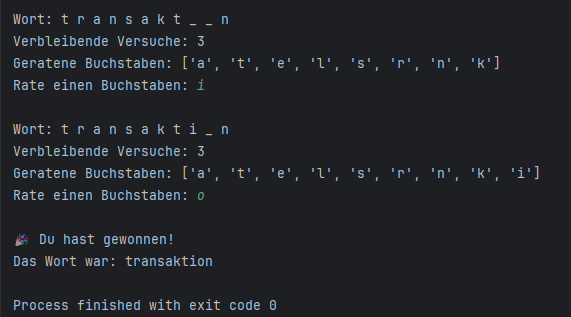 Wort: t r a n s a k t _ _ n
Verbleibende Versuche: 3
Geratene Buchstaben: ['a', 't', 'e', 'l', 's', 'r', 'n', 'k']
Rate einen Buchstaben: i
Wort: t r a n s a k t i _ n
Verbleibende Versuche: 3
Geratene Buchstaben: ['a', 't', 'e', 'l', 's', 'r', 'n', 'k', 'i']
Rate einen Buchstaben: o
🎉 Du hast gewonnen!
Das Wort war: transaktion
Process finished with exit code 0